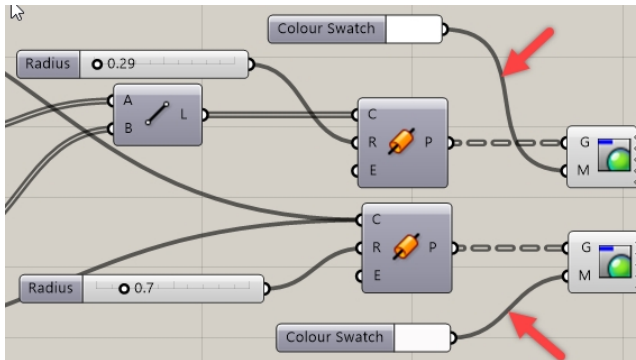 Colour Swatch
Radius 0.29
A
B L
C
R P
E
G
M
C
R P
E
G
M
Radius 0.7
Colour Swatch